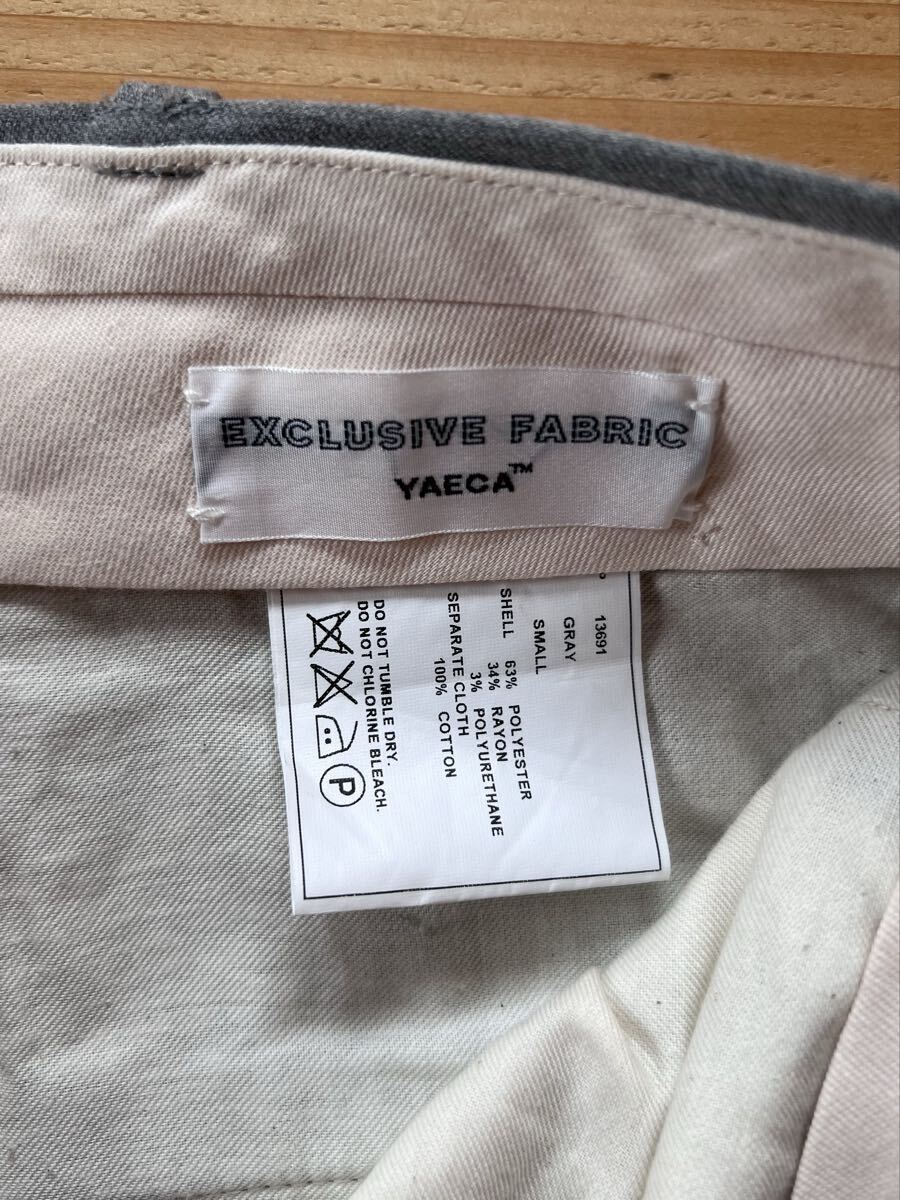 EXCLUSIVE FABRIC
YAECA™
13691
GRAY
SMALL
SHELL 63% POLYESTER
34% RAYON
3% POLYURETHANE
SEPARATE CLOTH
100% COTTON
P
DO NOT TUMBLE DRY.
DO NOT CHLORINE BLEACH.